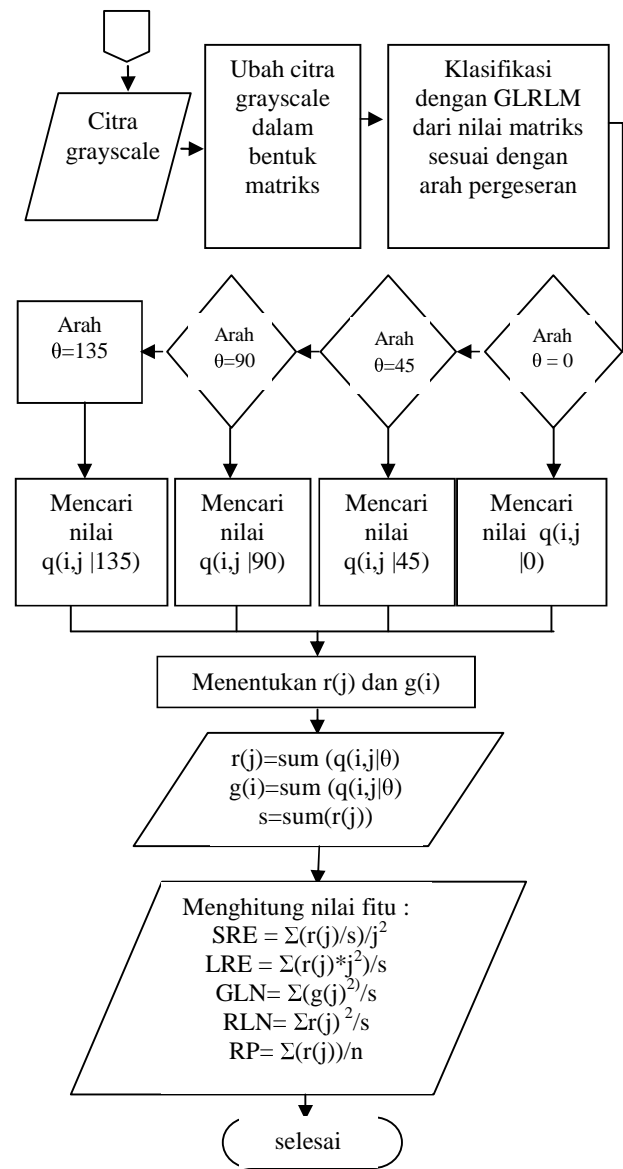 Citra
grayscale
Ubah citra
grayscale
dalam
bentuk
matriks
Klasifikasi
dengan GLRLM
dari nilai matriks
sesuai dengan
arah pergeseran
Arah
θ=135
Arah
θ=90
Arah
θ=45
Arah
θ = 0
Mencari
nilai
q(i,j |135)
Mencari
nilai
q(i,j |90)
Mencari
nilai
q(i,j |45)
Mencari
nilai q(i,j
|0)
Menentukan r(j) dan g(i)
r(j)=sum (q(i,j|θ)
g(i)=sum (q(i,j|θ)
s=sum(r(j))
Menghitung nilai fitu :
SRE = Σ(r(j)/s)/j²
LRE = Σ(r(j)*j²)/s
GLN= Σ(g(j)²⁾/s
RLN= Σr(j) ²/s
RP= Σ(r(j))/n
selesai